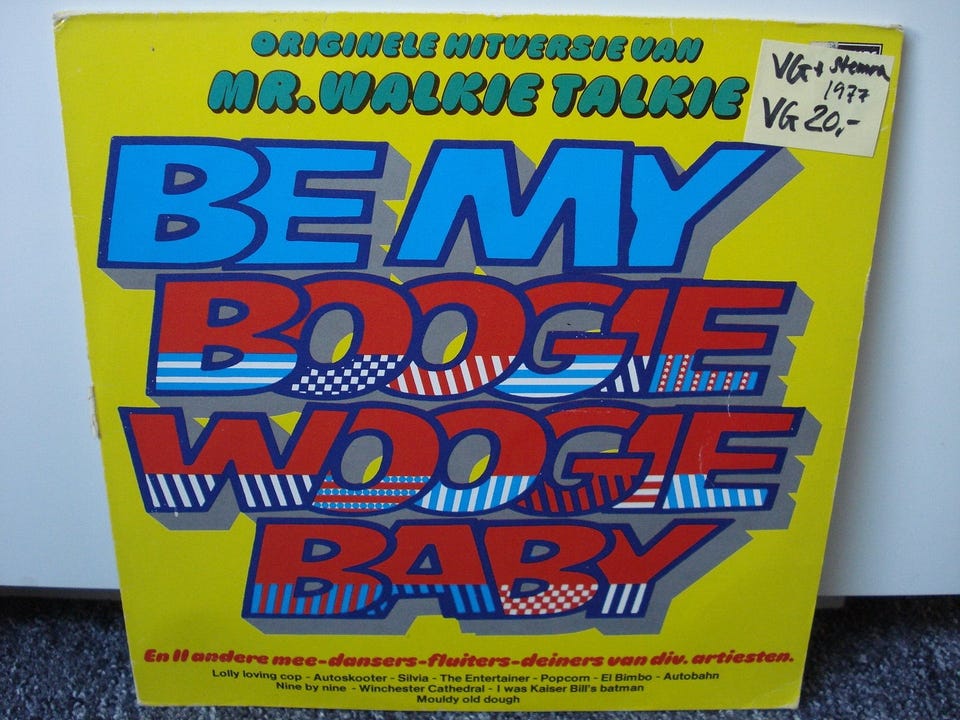 ORIGINELE HITVERSIE VAN
MR. WALKIE TALKIE
VG + Stemra
1977
VG 20,-
BE MY
BOOGIE
WOOGIE
BABY
En 11 andere mee-dansers-fluiters-deiners van div. artiesten.
Lolly loving cop - Autoskooter - Silvia - The Entertainer - Popcorn - El Bimbo - Autobahn
Nine by nine - Winchester Cathedral - I was Kaiser Bill's batman
Mouldy old dough